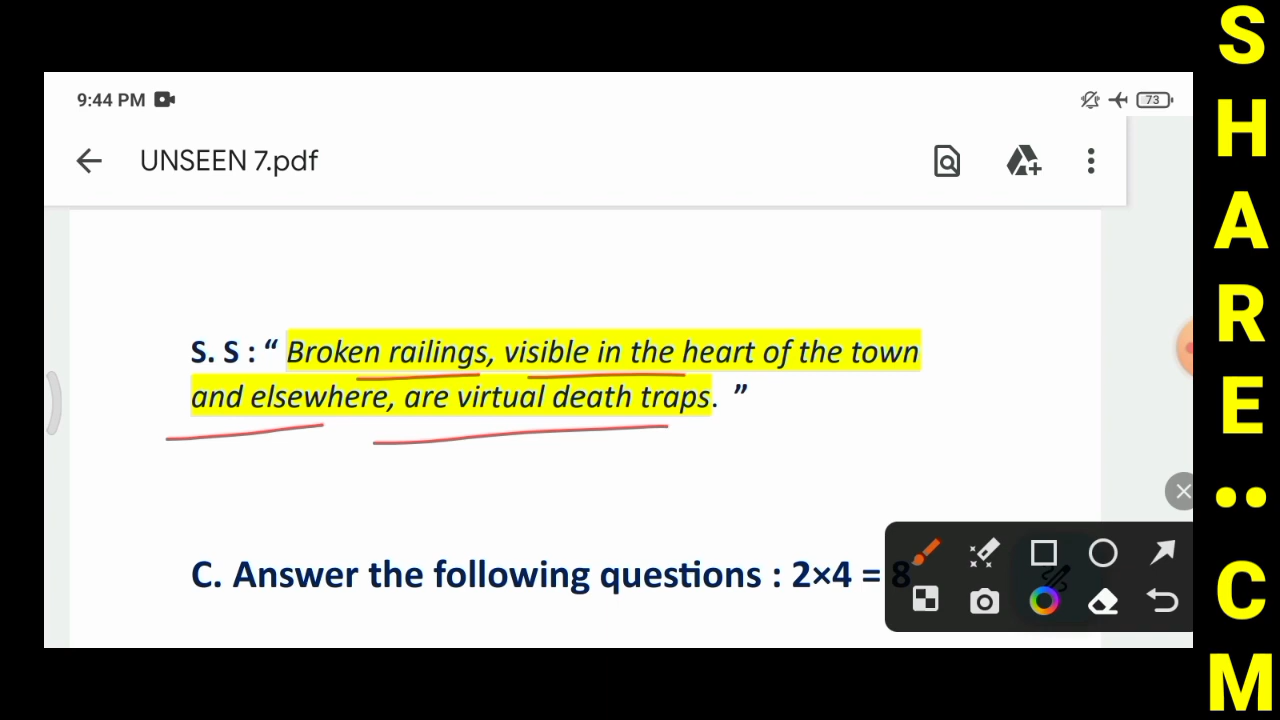 9:44 PM
73
UNSEEN 7.pdf
S. S : “ Broken railings, visible in the heart of the town
and elsewhere, are virtual death traps. ”
C. Answer the following questions : 2×4 = 8
S
H
A
R
E
••
C
M